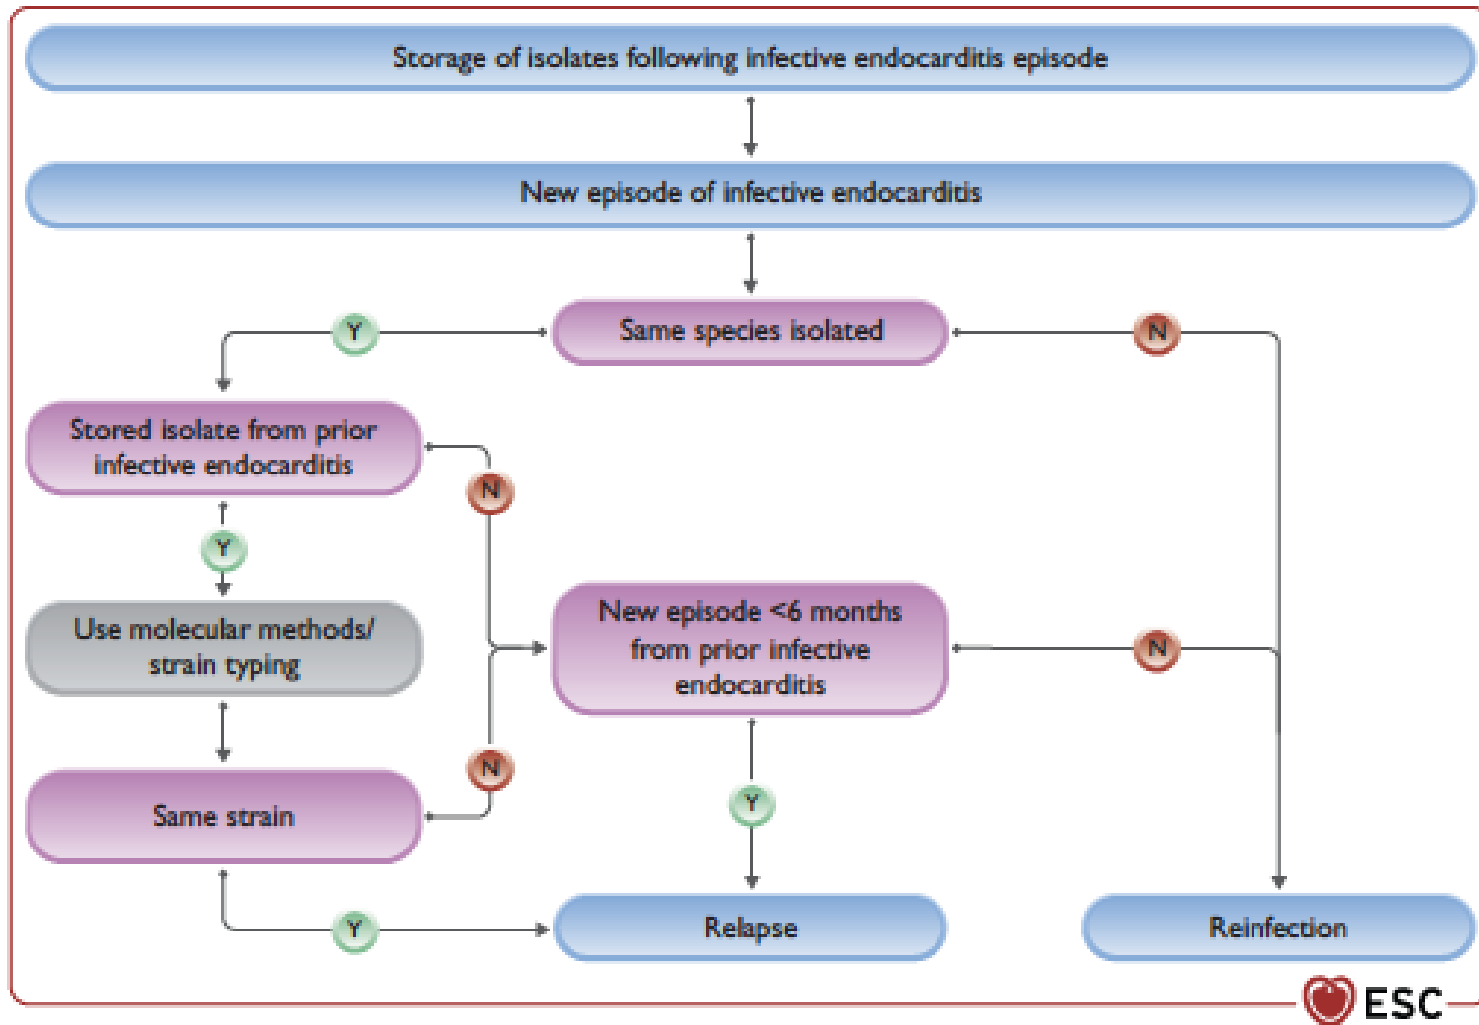 Storage of isolates following infective endocarditis episode
New episode of infective endocarditis
Y
Same species isolated
N
Stored isolate from prior
infective endocarditis
N
Y
Use molecular methods/
strain typing
New episode <6 months
from prior infective
endocarditis
N
N
Same strain
Y
Y
Relapse
Reinfection
ESC